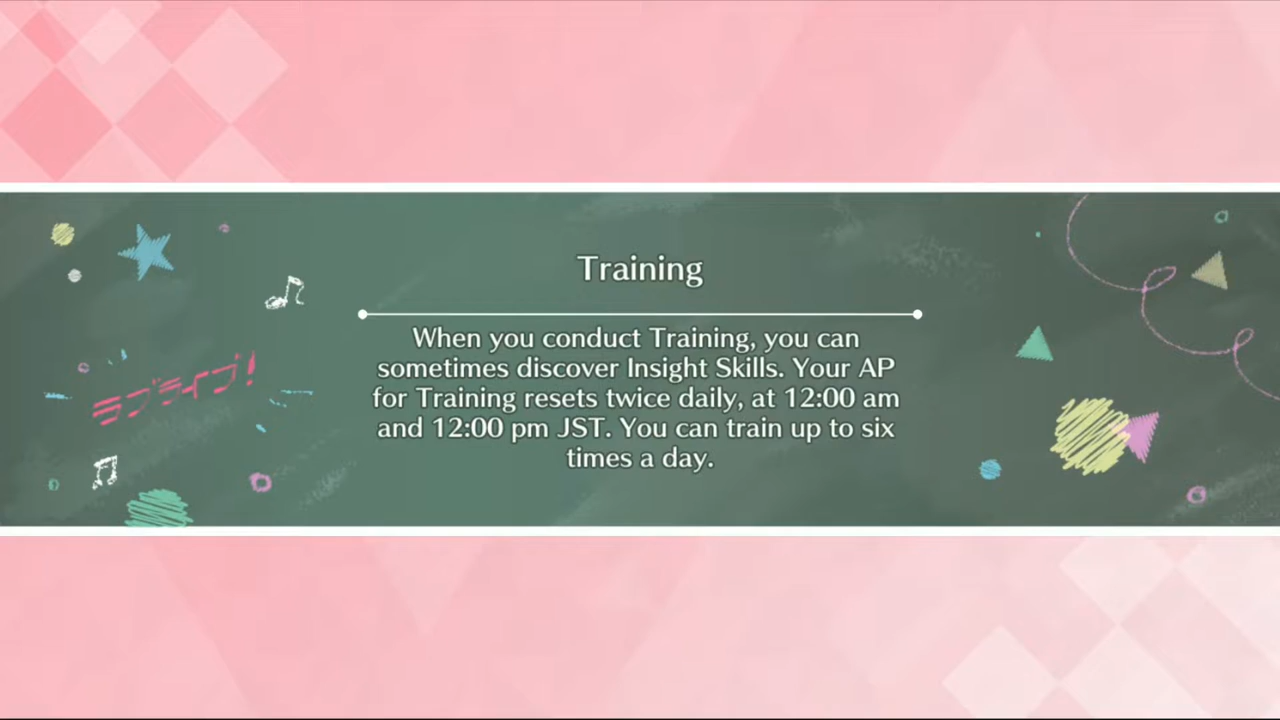 Training
When you conduct Training, you can
sometimes discover Insight Skills. Your AP
for Training resets twice daily, at 12:00 am
and 12:00 pm JST. You can train up to six
times a day.
ラブライブ!